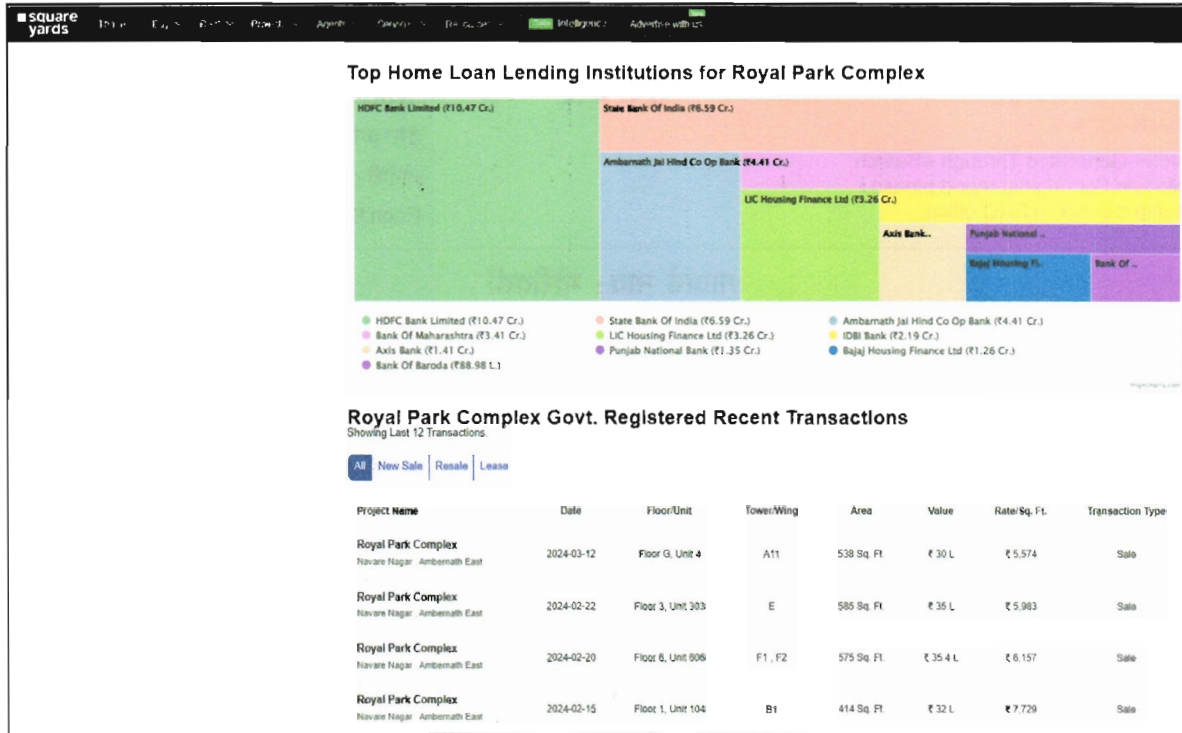 square
yards
Agents
Intelligence
Advertise with us
Top Home Loan Lending Institutions for Royal Park Complex
HDFC Bank Limited (₹10.47 Cr.)
State Bank Of India (₹6.59 Cr.)
Ambarnath Jai Hind Co Op Bank (₹4.41 Cr.)
LIC Housing Finance Ltd (₹3.26 Cr.)
Axis Bank..
Punjab National ..
Bajaj Housing Fi..
Bank Of ..
HDFC Bank Limited (₹10.47 Cr.) State Bank Of India (₹6.59 Cr.) Ambarnath Jai Hind Co Op Bank (₹4.41 Cr.)
Bank Of Maharashtra (₹3.41 Cr.) LIC Housing Finance Ltd (₹3.26 Cr.) IDBI Bank (₹2.19 Cr.)
Axis Bank (₹1.41 Cr.) Punjab National Bank (₹1.35 Cr.) Bajaj Housing Finance Ltd (₹1.26 Cr.)
Bank Of Baroda (₹88.98 L.)
Royal Park Complex Govt. Registered Recent Transactions
Showing Last 12 Transactions.
All New Sale Resale Lease
Project Name Date Floor/Unit Tower/Wing Area Value Rate/Sq. Ft. Transaction Type
Royal Park Complex
Navare Nagar , Ambernath East 2024-03-12 Floor G, Unit 4 A11 538 Sq. Ft. ₹ 30 L ₹ 5,574 Sale
Royal Park Complex
Navare Nagar , Ambernath East 2024-02-22 Floor 3, Unit 303 E 585 Sq. Ft. ₹ 35 L ₹ 5,983 Sale
Royal Park Complex
Navare Nagar , Ambernath East 2024-02-20 Floor 6, Unit 606 F1 , F2 575 Sq. Ft. ₹ 35.4 L ₹ 6,157 Sale
Royal Park Complex
Navare Nagar , Ambernath East 2024-02-15 Floor 1, Unit 104 B1 414 Sq. Ft. ₹ 32 L ₹ 7,729 Sale